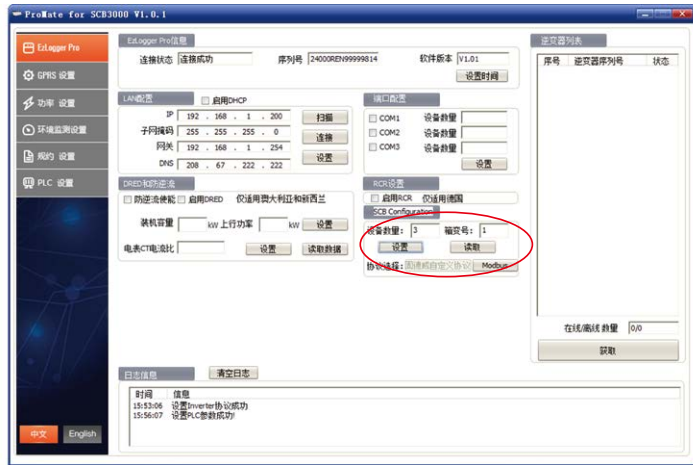 ProMate for SCB3000 V1.0.1
EzLogger Pro
GPRS 设置
功率 设置
环境监测设置
规约 设置
PLC 设置
中文 English
EzLogger Pro信息
连接状态 连接成功 序列号 24000REN99999814 软件版本 V1.01
设置时间
LAN配置 启用DHCP
IP 192 . 168 . 1 . 200 扫描
子网掩码 255 . 255 . 255 . 0 连接
网关 192 . 168 . 1 . 254
DNS 208 . 67 . 222 . 222 设置
端口配置
COM1 设备数量
COM2 设备数量
COM3 设备数量
设置
DRED和防逆流
防逆流使能 启用DRED 仅适用澳大利亚和新西兰
装机容量 kW 上行功率 kW 设置
电表CT电流比 设置 读取数据
RCR设置
启用RCR 仅适用德国
SCB Configuration
设备数量: 3 箱变号: 1
设置 读取
协议选择: 固德威自定义协议 Modbus
逆变器列表
序号 逆变器序列号 状态
在线/离线 数量 0/0
获取
日志信息 清空日志
时间 信息
15:53:06 设置Inverter协议成功
15:56:07 设置PLC参数成功!